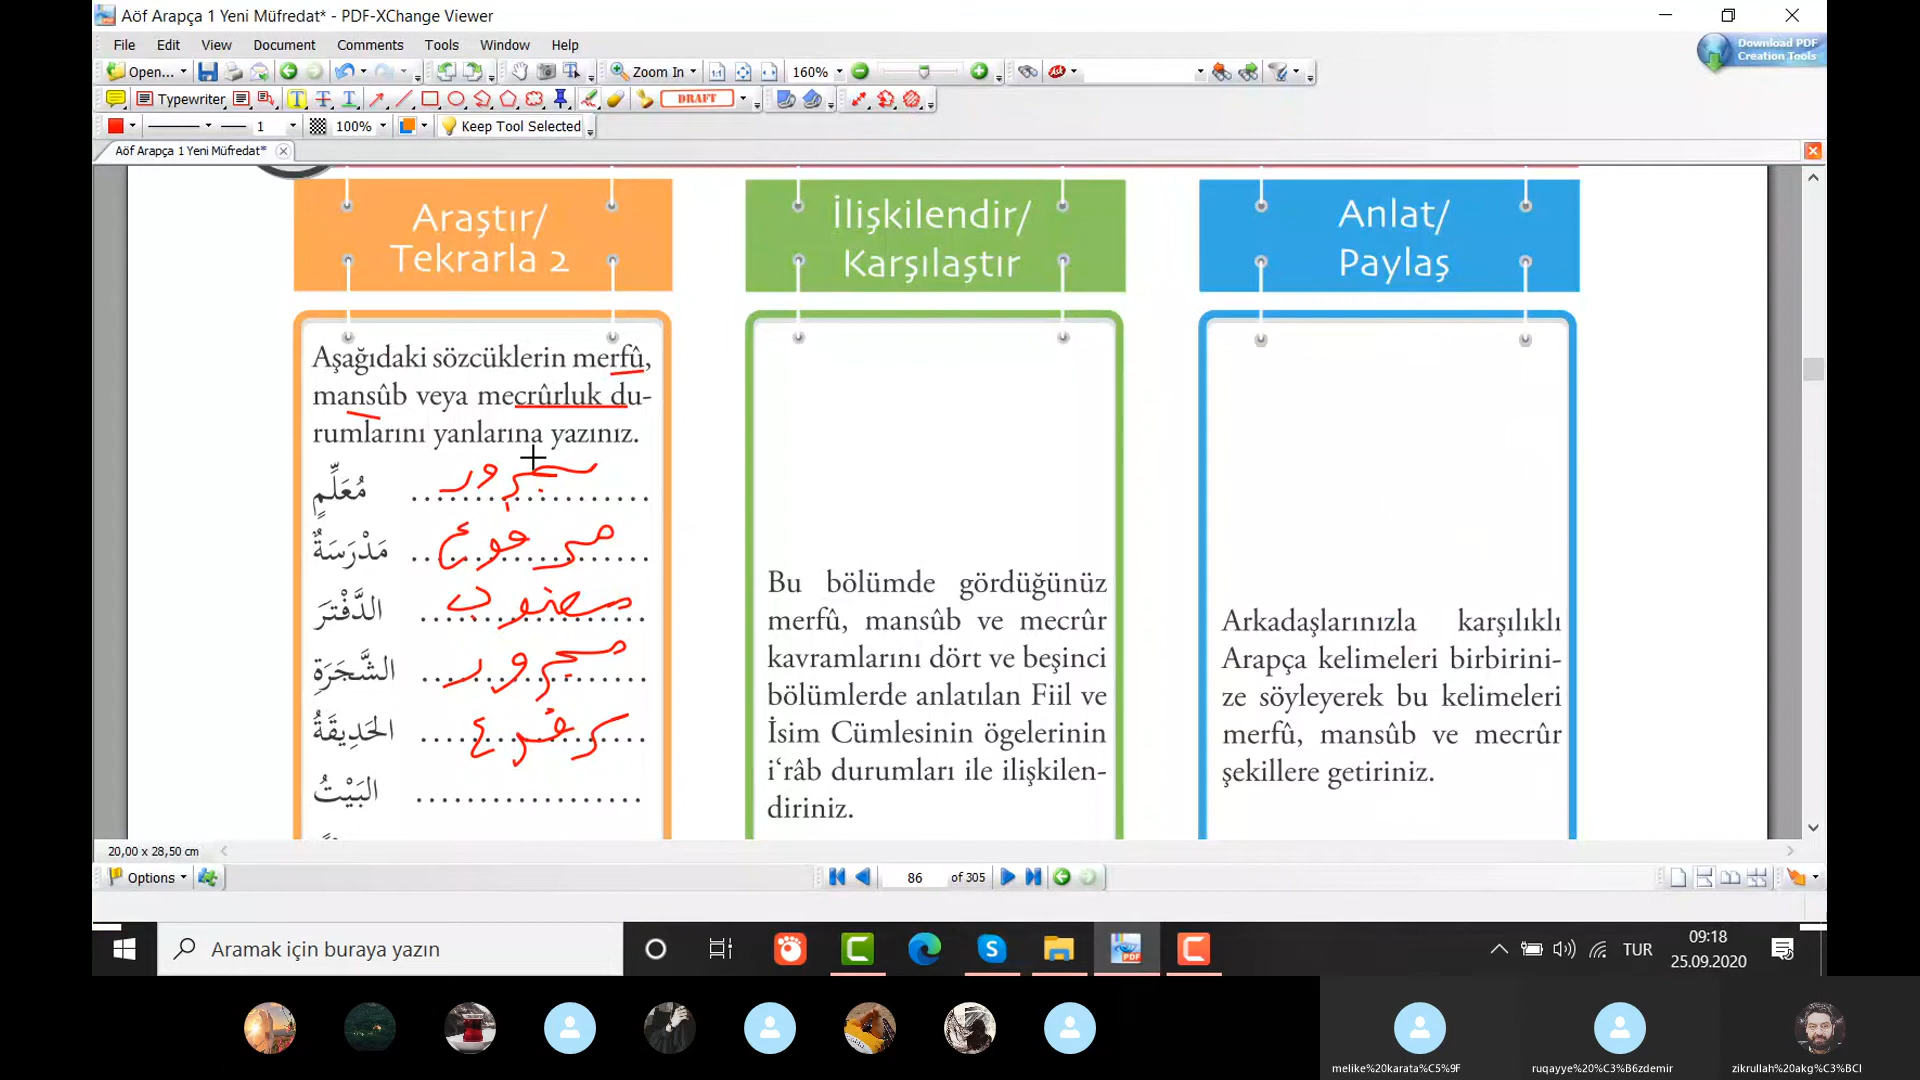 Aöf Arapça 1 Yeni Müfredat* - PDF-XChange Viewer
File Edit View Document Comments Tools Window Help
Open... Zoom In 160% Download PDF Creation Tools
Typewriter DRAFT
1 100% Keep Tool Selected
Aöf Arapça 1 Yeni Müfredat*
Araştır/
Tekrarla 2
Aşağıdaki sözcüklerin merfû,
mansûb veya mecrûrluk du-
rumlarını yanlarına yazınız.
مُعَلِّمٍ ..................... مجرور
مَدْرَسَةٌ ..................... مرفوع
الدَّفْتَرَ .................... منصوب
الشَّجَرَةِ .................... مجرور
الحَدِيقَةُ .................... مرفوع
البَيْتُ ....................
İlişkilendir/
Karşılaştır
Bu bölümde gördüğünüz
merfû, mansûb ve mecrûr
kavramlarını dört ve beşinci
bölümlerde anlatılan Fiil ve
İsim Cümlesinin ögelerinin
i‘râb durumları ile ilişkilen-
diriniz.
Anlat/
Paylaş
Arkadaşlarınızla karşılıklı
Arapça kelimeleri birbirini-
ze söyleyerek bu kelimeleri
merfû, mansûb ve mecrûr
şekillere getiriniz.
20,00 x 28,50 cm
Options 86 of 305
Aramak için buraya yazın TUR 09:18
25.09.2020
melike%20karata%C5%9F ruqayye%20%C3%B6zdemir zikrullah%20akg%C3%BCl